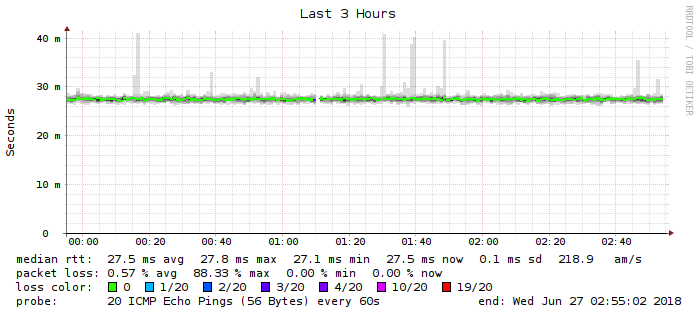 Last 3 Hours
RRDTOOL / TOBI OETIKER
Seconds
40 m
30 m
20 m
10 m
0
00:00 00:20 00:40 01:00 01:20 01:40 02:00 02:20 02:40
median rtt: 27.5 ms avg 27.8 ms max 27.1 ms min 27.5 ms now 0.1 ms sd 218.9 am/s
packet loss: 0.57 % avg 88.33 % max 0.00 % min 0.00 % now
loss color: 0 1/20 2/20 3/20 4/20 10/20 19/20
probe: 20 ICMP Echo Pings (56 Bytes) every 60s end: Wed Jun 27 02:55:02 2018